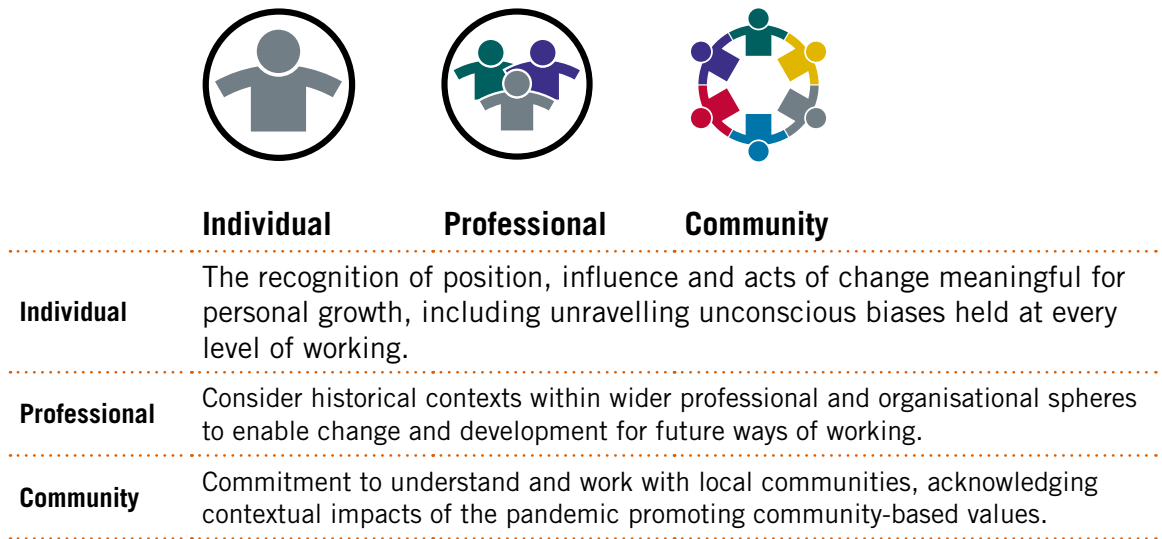 Individual Professional Community
Individual
The recognition of position, influence and acts of change meaningful for
personal growth, including unravelling unconscious biases held at every
level of working.
Professional
Consider historical contexts within wider professional and organisational spheres
to enable change and development for future ways of working.
Community
Commitment to understand and work with local communities, acknowledging
contextual impacts of the pandemic promoting community-based values.